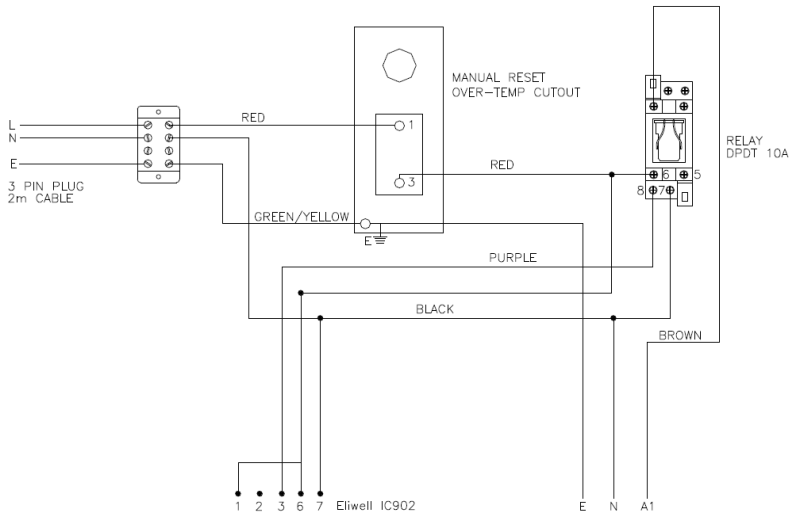 MANUAL RESET
OVER-TEMP CUTOUT
RED
1
L
N
RELAY
DPDT 10A
E
RED
6
5
3 PIN PLUG
2m CABLE
3
8
7
GREEN/YELLOW
E
PURPLE
BLACK
BROWN
1 2 3 6 7 Eliwell IC902
E N A1